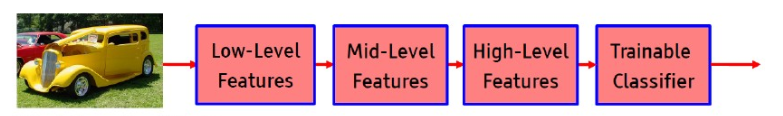 Low-Level
Features
Mid-Level
Features
High-Level
Features
Trainable
Classifier